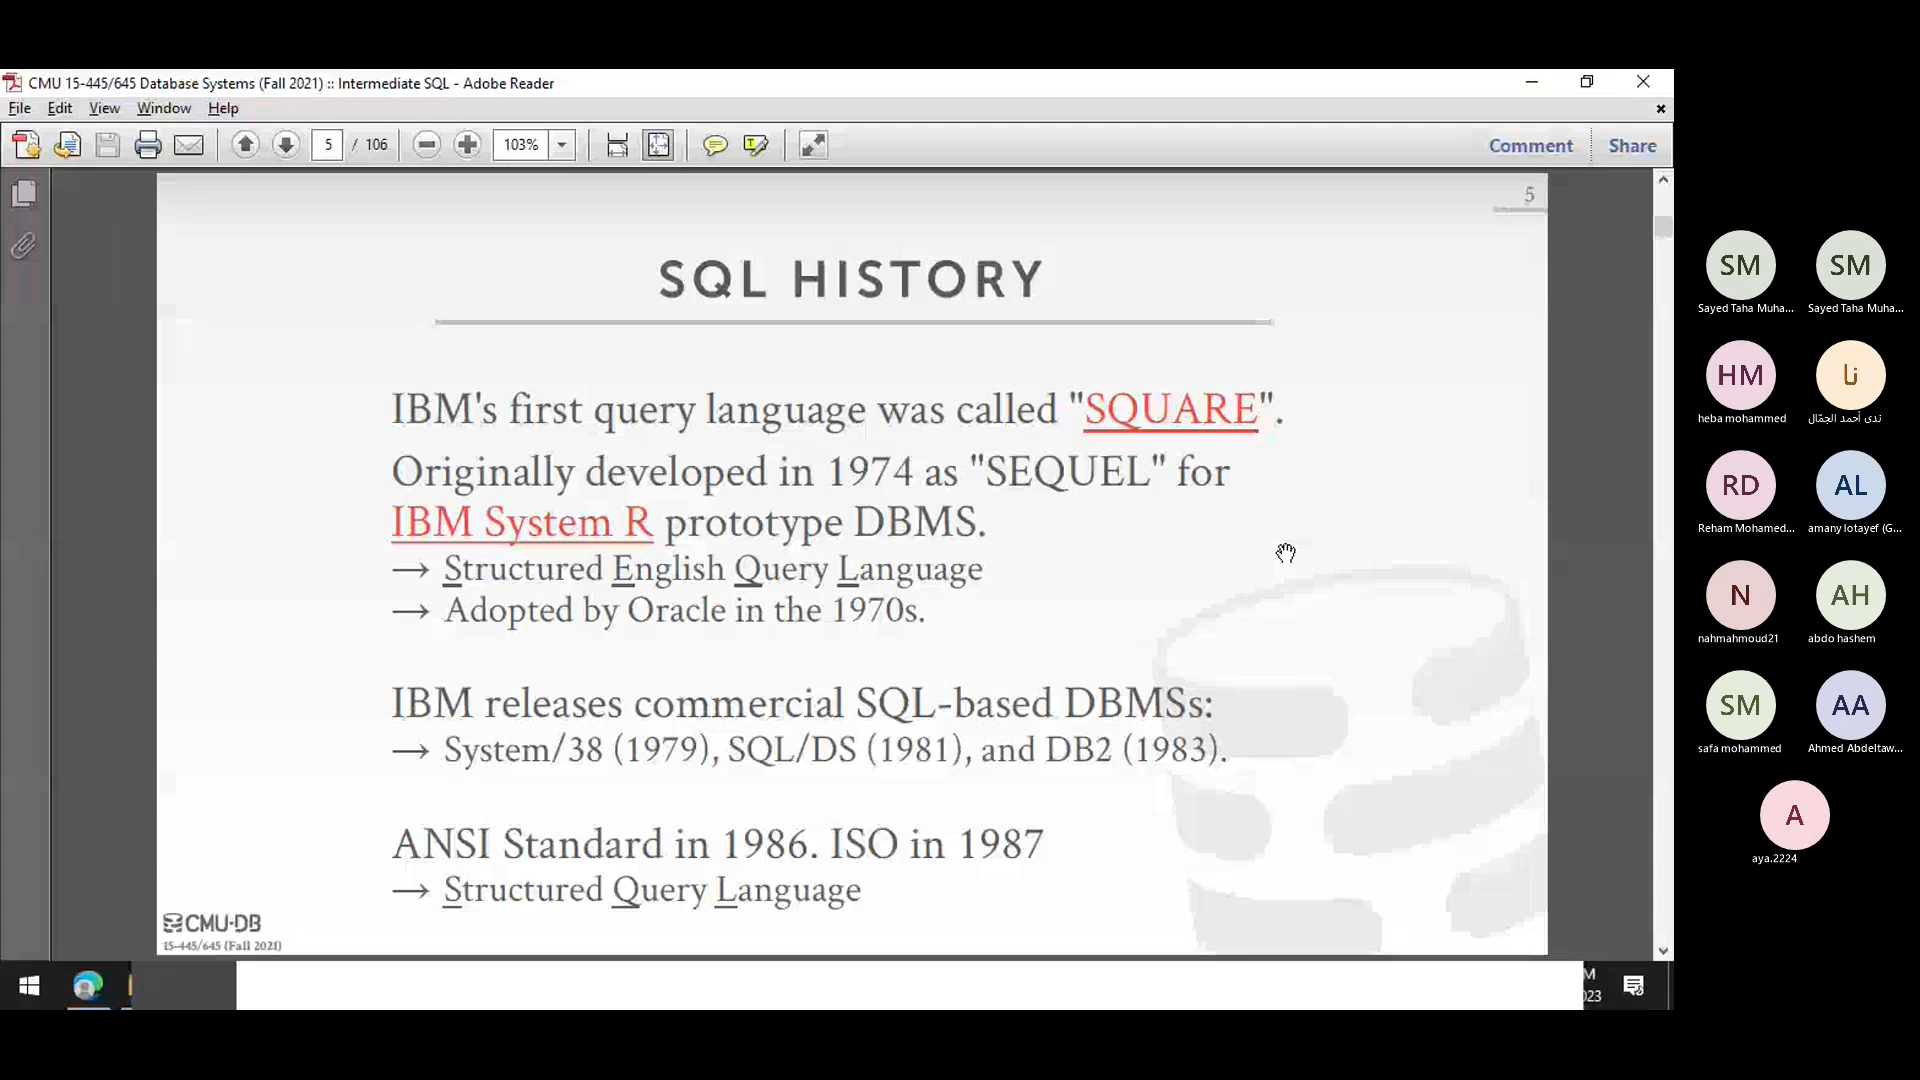 CMU 15-445/645 Database Systems (Fall 2021) :: Intermediate SQL - Adobe Reader
File Edit View Window Help
5 / 106 103% Comment Share
5
SQL HISTORY
IBM's first query language was called "SQUARE".
Originally developed in 1974 as "SEQUEL" for
IBM System R prototype DBMS.
→ Structured English Query Language
→ Adopted by Oracle in the 1970s.
IBM releases commercial SQL-based DBMSs:
→ System/38 (1979), SQL/DS (1981), and DB2 (1983).
ANSI Standard in 1986. ISO in 1987
→ Structured Query Language
CMU·DB
15-445/645 (Fall 2021)
M
023
SM SM
Sayed Taha Muha... Sayed Taha Muha...
HM نا
heba mohammed ندى أحمد الجمّال
RD AL
Reham Mohamed... amany lotayef (G...
N AH
nahmahmoud21 abdo hashem
SM AA
safa mohammed Ahmed Abdeltaw...
A
aya.2224